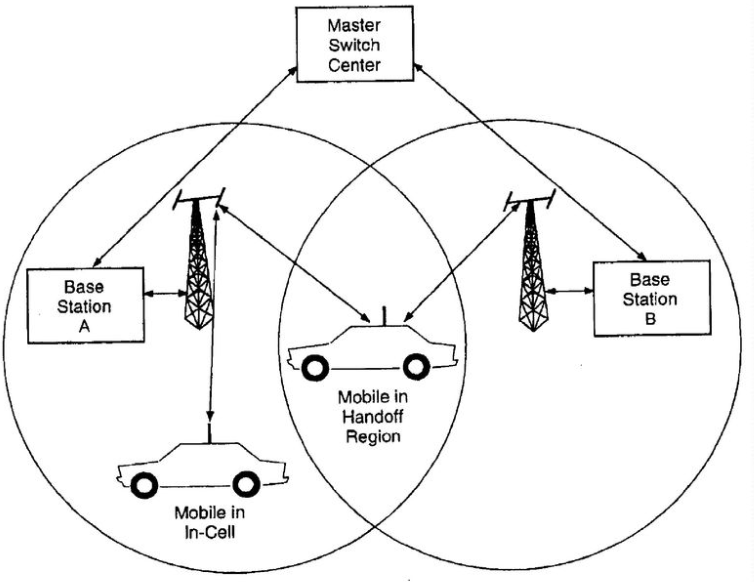 Master
Switch
Center
Base
Station
A
Base
Station
B
Mobile in
Handoff
Region
Mobile in
In-Cell